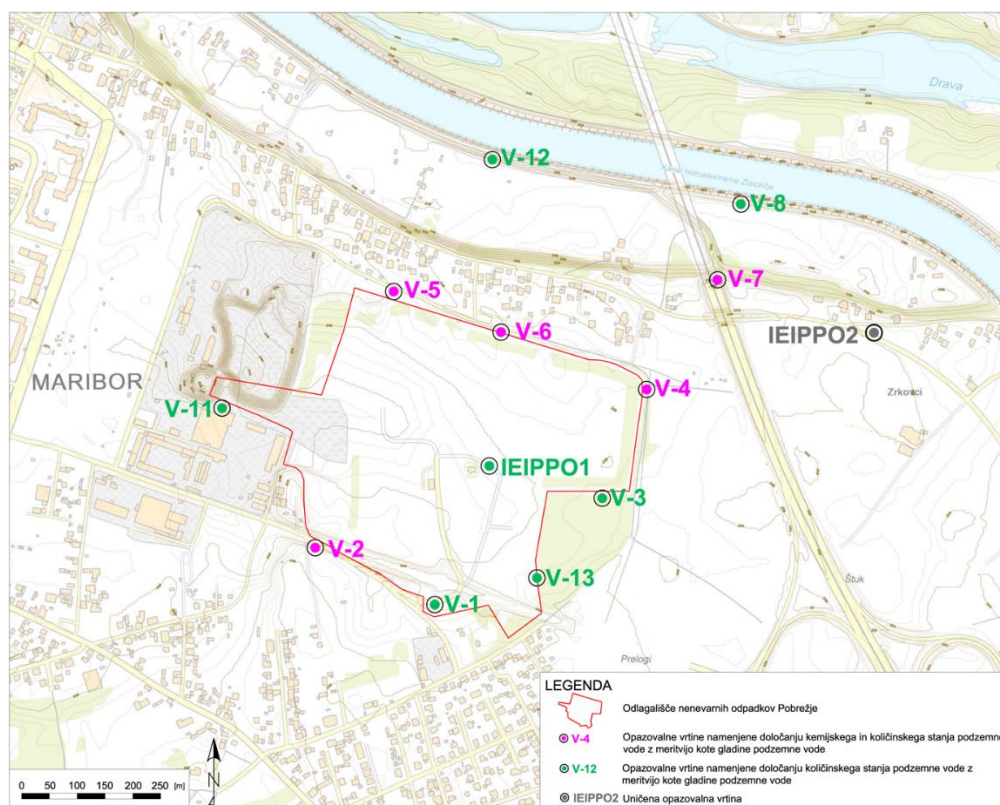 Drava
V-12
Kanal hidroelektrarne Zlatoličje
V-8
V-5
V-7
V-6
IEIPPO2
MARIBOR
V-4
Zrkovci
V-11
IEIPPO1
V-3
V-2
V-13
Štuk
V-1
Prelogi
LEGENDA
Odlagališče nenevarnih odpadkov Pobrežje
V-4 Opazovalne vrtine namenjene določanju kemijskega in količinskega stanja podzemne
vode z meritvijo kote gladine podzemne vode
V-12 Opazovalne vrtine namenjene določanju količinskega stanja podzemne vode z
meritvijo kote gladine podzemne vode
IEIPPO2 Uničena opazovalna vrtina
0 50 100 150 200 250 [m]
N